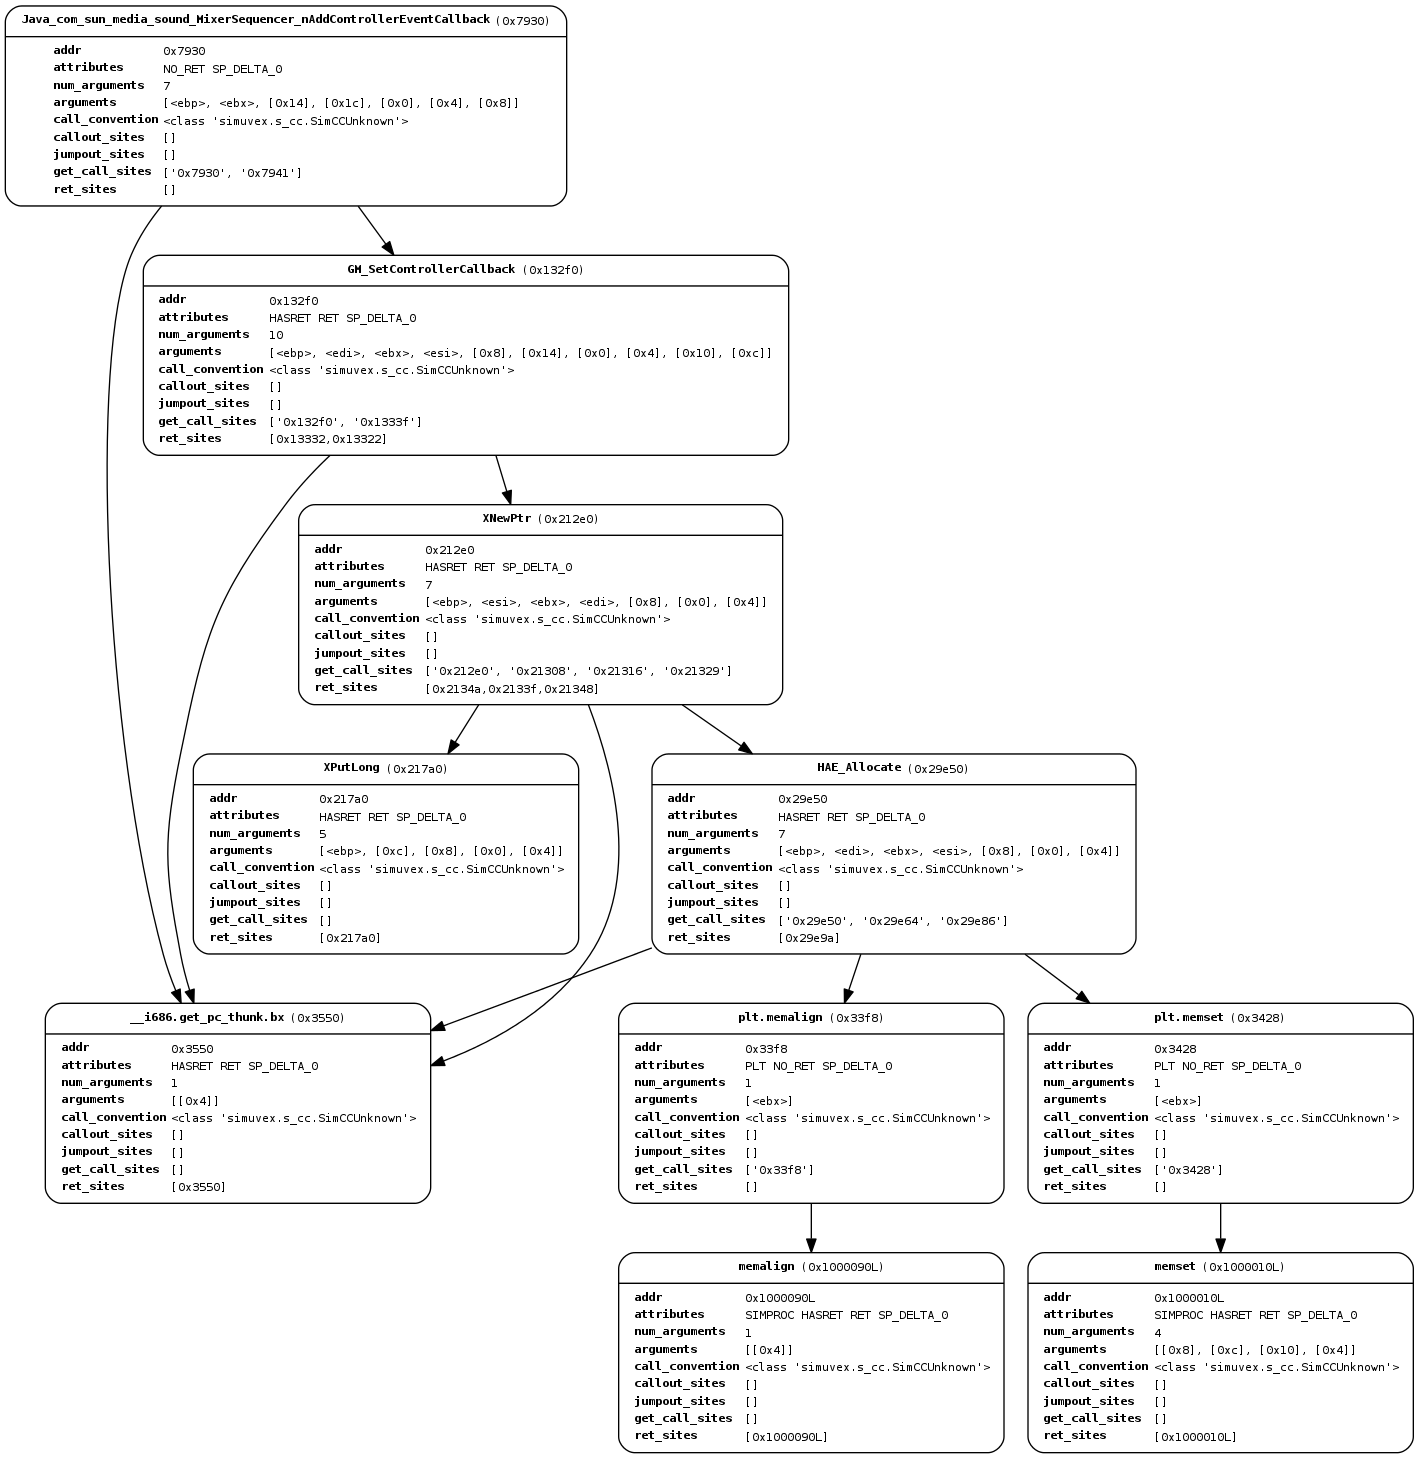 Java_com_sun_media_sound_MixerSequencer_nAddControllerEventCallback (0x7930)
addr 0x7930
attributes NO_RET SP_DELTA_0
num_arguments 7
arguments [<ebp>, <ebx>, [0x14], [0x1c], [0x0], [0x4], [0x8]]
call_convention <class 'simuvex.s_cc.SimCCUnknown'>
callout_sites []
jumpout_sites []
get_call_sites ['0x7930', '0x7941']
ret_sites []
GM_SetControllerCallback (0x132f0)
addr 0x132f0
attributes HASRET RET SP_DELTA_0
num_arguments 10
arguments [<ebp>, <edi>, <ebx>, <esi>, [0x8], [0x14], [0x0], [0x4], [0x10], [0xc]]
call_convention <class 'simuvex.s_cc.SimCCUnknown'>
callout_sites []
jumpout_sites []
get_call_sites ['0x132f0', '0x1333f']
ret_sites [0x13332,0x13322]
XNewPtr (0x212e0)
addr 0x212e0
attributes HASRET RET SP_DELTA_0
num_arguments 7
arguments [<ebp>, <esi>, <ebx>, <edi>, [0x8], [0x0], [0x4]]
call_convention <class 'simuvex.s_cc.SimCCUnknown'>
callout_sites []
jumpout_sites []
get_call_sites ['0x212e0', '0x21308', '0x21316', '0x21329']
ret_sites [0x2134a,0x2133f,0x21348]
XPutLong (0x217a0)
addr 0x217a0
attributes HASRET RET SP_DELTA_0
num_arguments 5
arguments [<ebp>, [0xc], [0x8], [0x0], [0x4]]
call_convention <class 'simuvex.s_cc.SimCCUnknown'>
callout_sites []
jumpout_sites []
get_call_sites []
ret_sites [0x217a0]
HAE_Allocate (0x29e50)
addr 0x29e50
attributes HASRET RET SP_DELTA_0
num_arguments 7
arguments [<ebp>, <edi>, <ebx>, <esi>, [0x8], [0x0], [0x4]]
call_convention <class 'simuvex.s_cc.SimCCUnknown'>
callout_sites []
jumpout_sites []
get_call_sites ['0x29e50', '0x29e64', '0x29e86']
ret_sites [0x29e9a]
__i686.get_pc_thunk.bx (0x3550)
addr 0x3550
attributes HASRET RET SP_DELTA_0
num_arguments 1
arguments [[0x4]]
call_convention <class 'simuvex.s_cc.SimCCUnknown'>
callout_sites []
jumpout_sites []
get_call_sites []
ret_sites [0x3550]
plt.memalign (0x33f8)
addr 0x33f8
attributes PLT NO_RET SP_DELTA_0
num_arguments 1
arguments [<ebx>]
call_convention <class 'simuvex.s_cc.SimCCUnknown'>
callout_sites []
jumpout_sites []
get_call_sites ['0x33f8']
ret_sites []
plt.memset (0x3428)
addr 0x3428
attributes PLT NO_RET SP_DELTA_0
num_arguments 1
arguments [<ebx>]
call_convention <class 'simuvex.s_cc.SimCCUnknown'>
callout_sites []
jumpout_sites []
get_call_sites ['0x3428']
ret_sites []
memalign (0x1000090L)
addr 0x1000090L
attributes SIMPROC HASRET RET SP_DELTA_0
num_arguments 1
arguments [[0x4]]
call_convention <class 'simuvex.s_cc.SimCCUnknown'>
callout_sites []
jumpout_sites []
get_call_sites []
ret_sites [0x1000090L]
memset (0x1000010L)
addr 0x1000010L
attributes SIMPROC HASRET RET SP_DELTA_0
num_arguments 4
arguments [[0x8], [0xc], [0x10], [0x4]]
call_convention <class 'simuvex.s_cc.SimCCUnknown'>
callout_sites []
jumpout_sites []
get_call_sites []
ret_sites [0x1000010L]